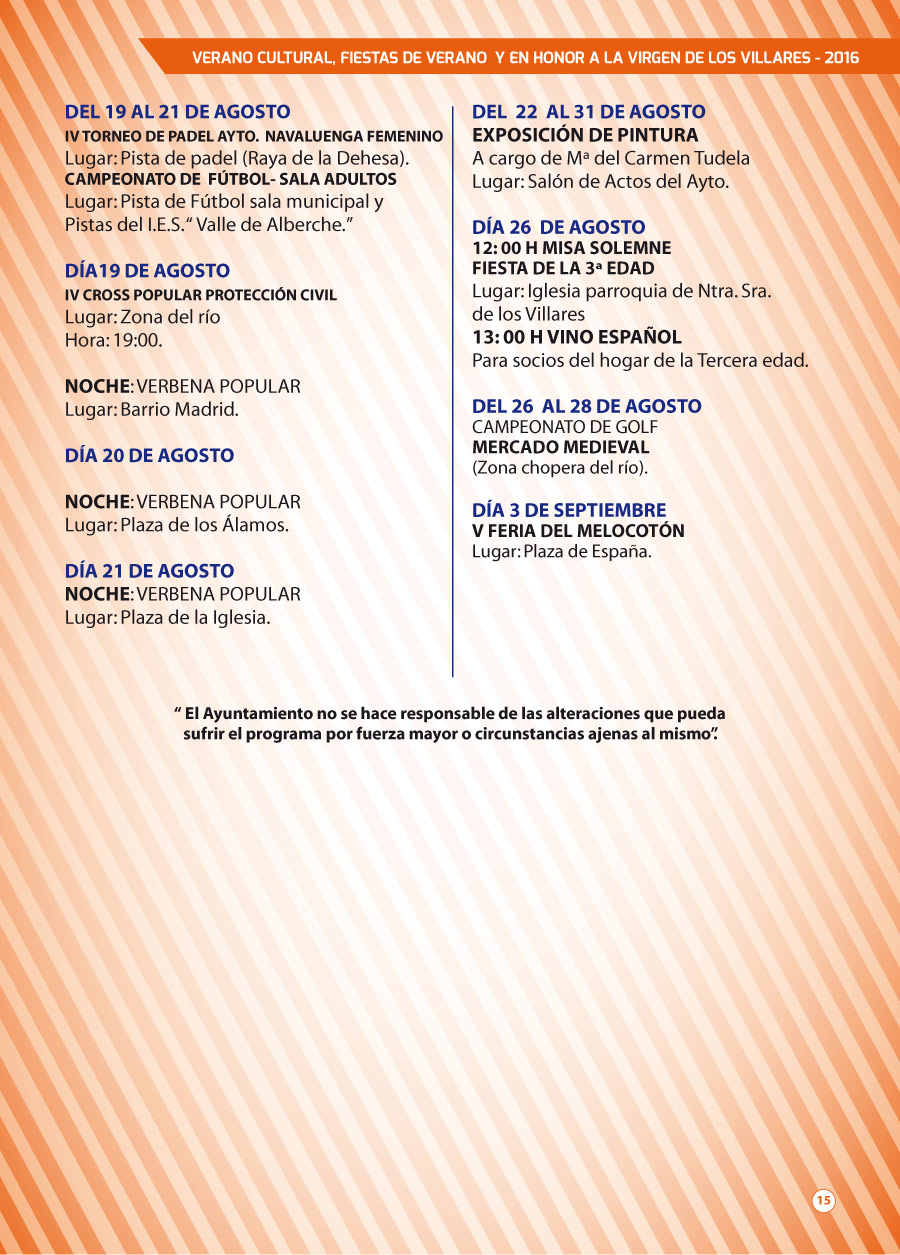 VERANO CULTURAL, FIESTAS DE VERANO Y EN HONOR A LA VIRGEN DE LOS VILLARES - 2016
DEL 19 AL 21 DE AGOSTO
IV TORNEO DE PADEL AYTO. NAVALUENGA FEMENINO
Lugar: Pista de padel (Raya de la Dehesa).
CAMPEONATO DE FÚTBOL- SALA ADULTOS
Lugar: Pista de Fútbol sala municipal y
Pistas del I.E.S. “ Valle de Alberche.”
DÍA19 DE AGOSTO
IV CROSS POPULAR PROTECCIÓN CIVIL
Lugar: Zona del río
Hora: 19:00.
NOCHE: VERBENA POPULAR
Lugar: Barrio Madrid.
DÍA 20 DE AGOSTO
NOCHE: VERBENA POPULAR
Lugar: Plaza de los Álamos.
DÍA 21 DE AGOSTO
NOCHE: VERBENA POPULAR
Lugar: Plaza de la Iglesia.
DEL 22 AL 31 DE AGOSTO
EXPOSICIÓN DE PINTURA
A cargo de Mª del Carmen Tudela
Lugar: Salón de Actos del Ayto.
DÍA 26 DE AGOSTO
12: 00 H MISA SOLEMNE
FIESTA DE LA 3ª EDAD
Lugar: Iglesia parroquia de Ntra. Sra.
de los Villares
13: 00 H VINO ESPAÑOL
Para socios del hogar de la Tercera edad.
DEL 26 AL 28 DE AGOSTO
CAMPEONATO DE GOLF
MERCADO MEDIEVAL
(Zona chopera del río).
DÍA 3 DE SEPTIEMBRE
V FERIA DEL MELOCOTÓN
Lugar: Plaza de España.
“ El Ayuntamiento no se hace responsable de las alteraciones que pueda
sufrir el programa por fuerza mayor o circunstancias ajenas al mismo”.
15